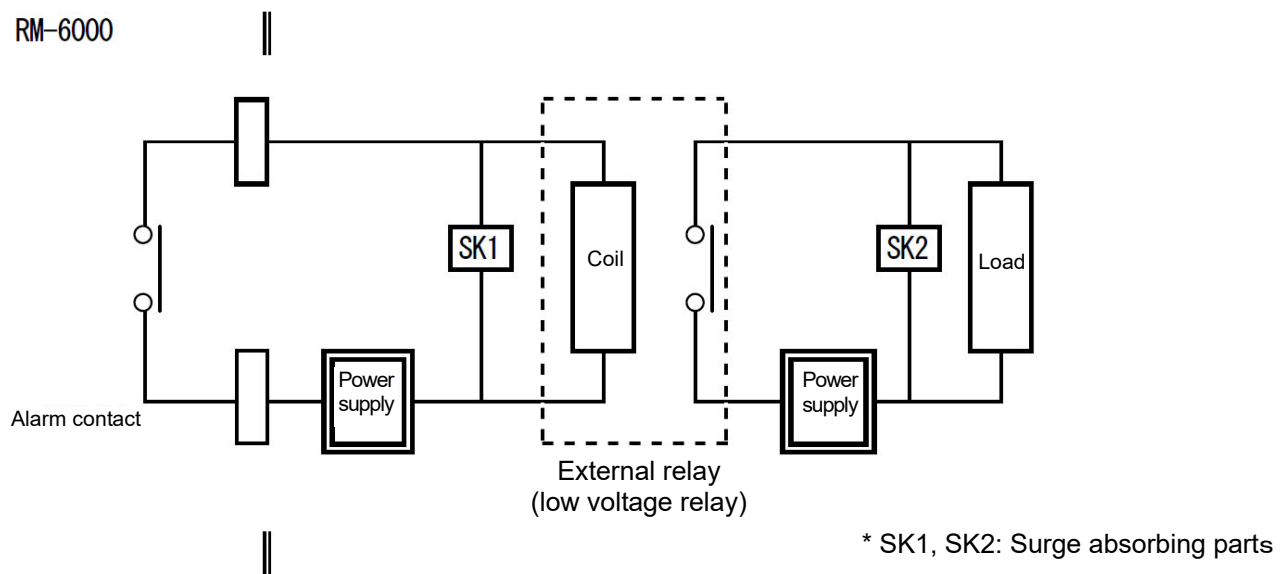 RM-6000
SK1
Coil
SK2
Load
Power
supply
Power
supply
Alarm contact
External relay
(low voltage relay)
* SK1, SK2: Surge absorbing parts